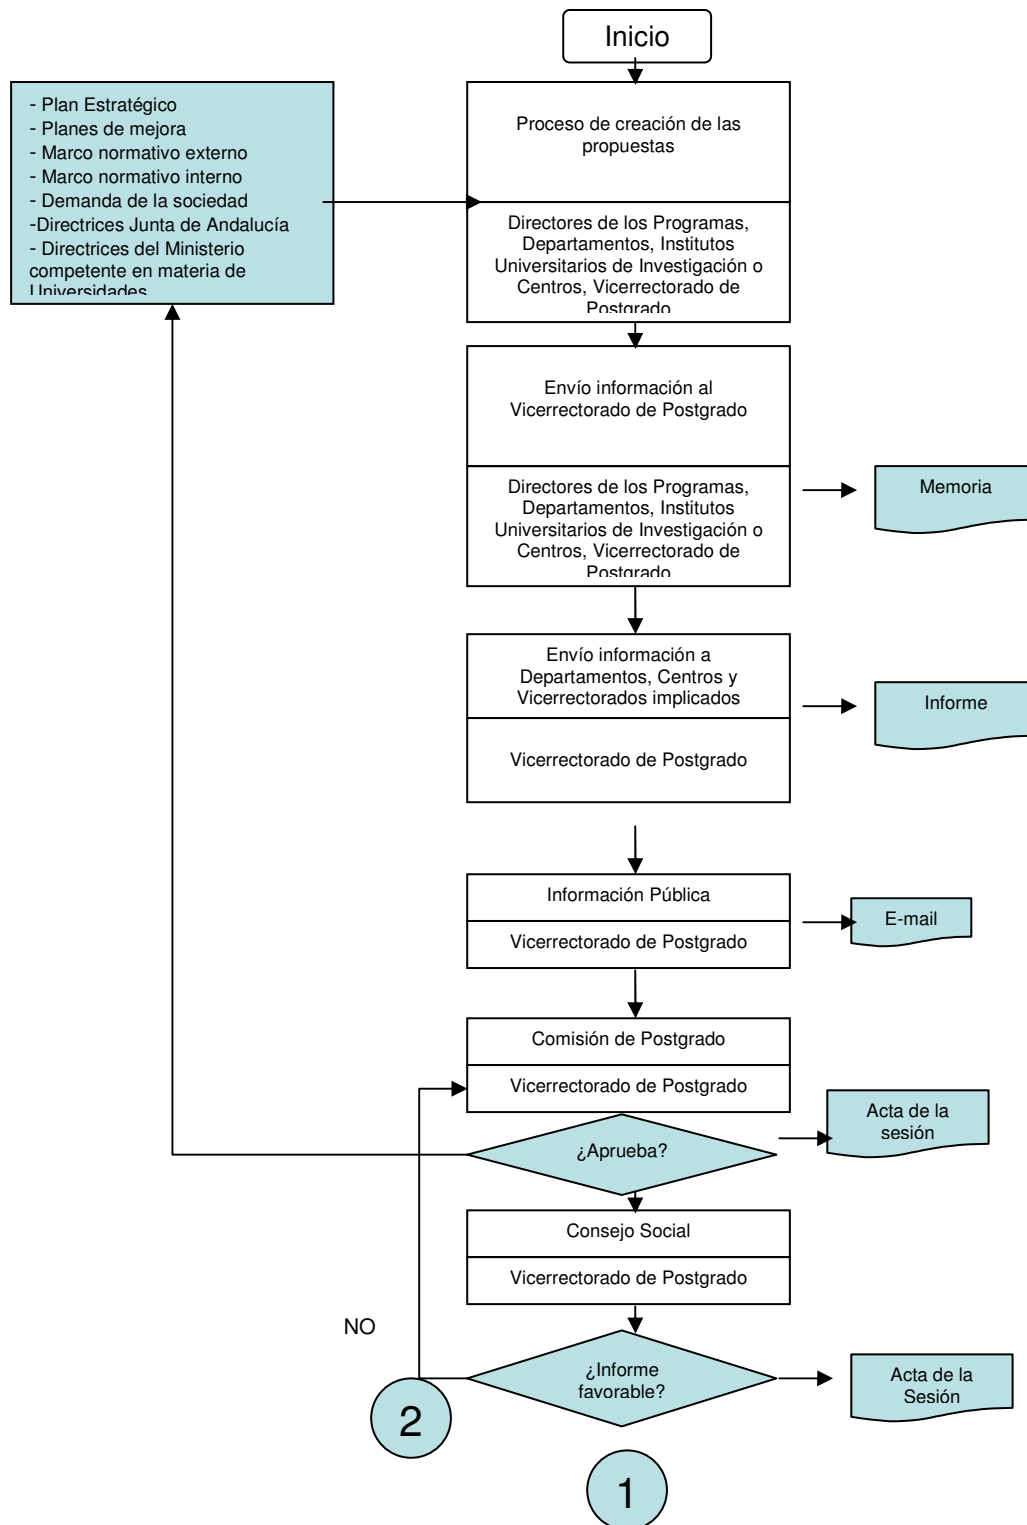 Inicio
- Plan Estratégico
- Planes de mejora
- Marco normativo externo
- Marco normativo interno
- Demanda de la sociedad
-Directrices Junta de Andalucía
- Directrices del Ministerio
competente en materia de
Universidades
Proceso de creación de las
propuestas
Directores de los Programas,
Departamentos, Institutos
Universitarios de Investigación o
Centros, Vicerrectorado de
Postgrado
Envío información al
Vicerrectorado de Postgrado
Directores de los Programas,
Departamentos, Institutos
Universitarios de Investigación o
Centros, Vicerrectorado de
Postgrado
Memoria
Envío información a
Departamentos, Centros y
Vicerrectorados implicados
Vicerrectorado de Postgrado
Informe
Información Pública
Vicerrectorado de Postgrado
E-mail
Comisión de Postgrado
Vicerrectorado de Postgrado
¿Aprueba?
Acta de la
sesión
Consejo Social
Vicerrectorado de Postgrado
NO
¿Informe
favorable?
Acta de la
Sesión
2
1